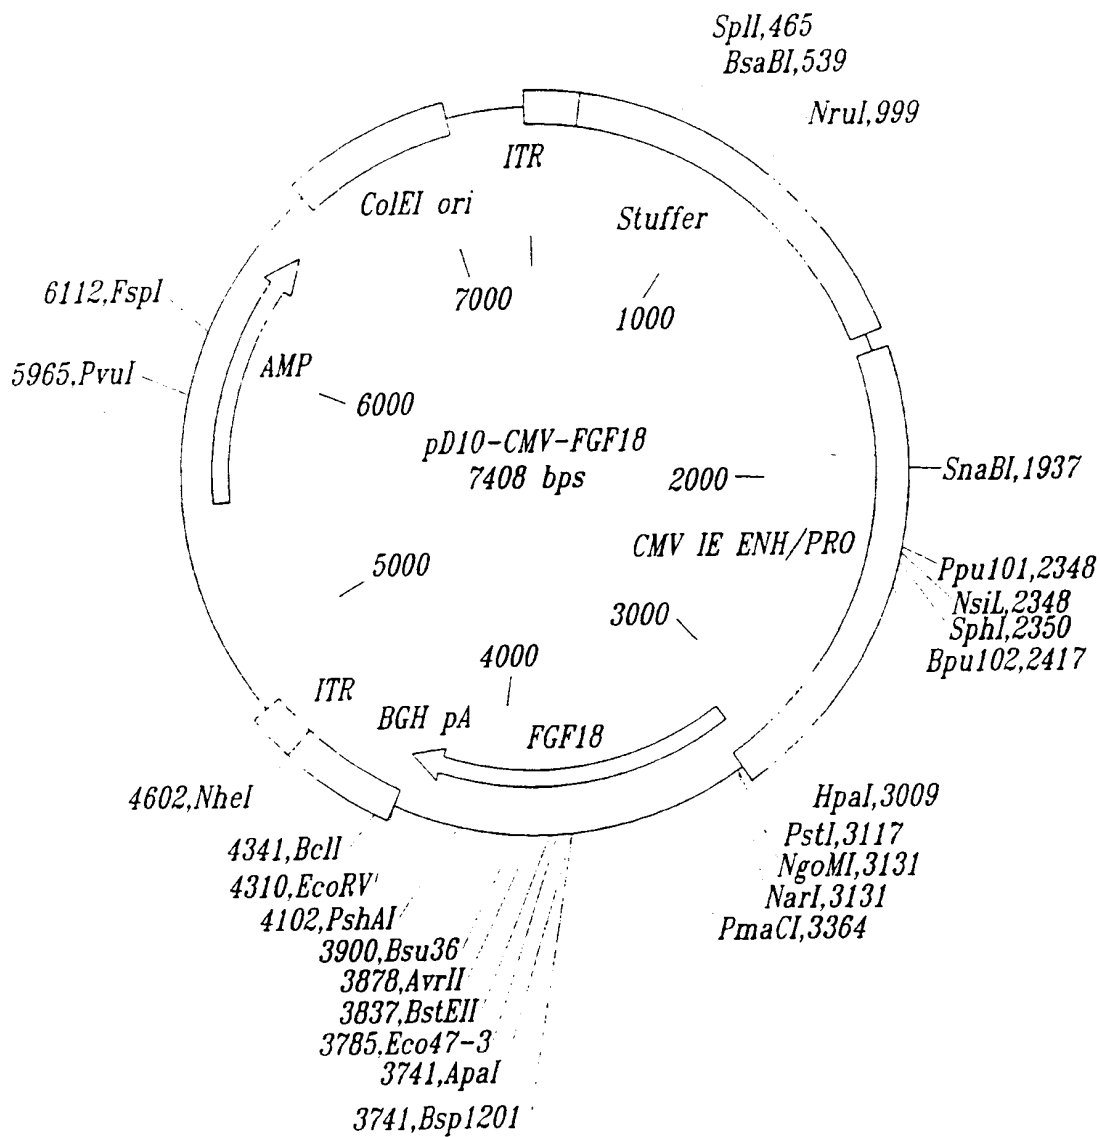 SplI,465
BsaBI,539
NruI,999
ITR
ColEI ori
Stuffer
7000
1000
6112,FspI
5965,PvuI
AMP
6000
pD10-CMV-FGF18
7408 bps
2000
SnaBI,1937
CMV IE ENH/PRO
Ppu101,2348
NsiL,2348
SphI,2350
Bpu102,2417
5000
3000
4000
ITR
BGH pA
FGF18
4602,NheI
4341,BclI
4310,EcoRV
4102,PshAI
3900,Bsu36
3878,AvrII
3837,BstEII
3785,Eco47-3
3741,ApaI
3741,Bsp1201
HpaI,3009
PstI,3117
NgoMI,3131
NarI,3131
PmaCI,3364